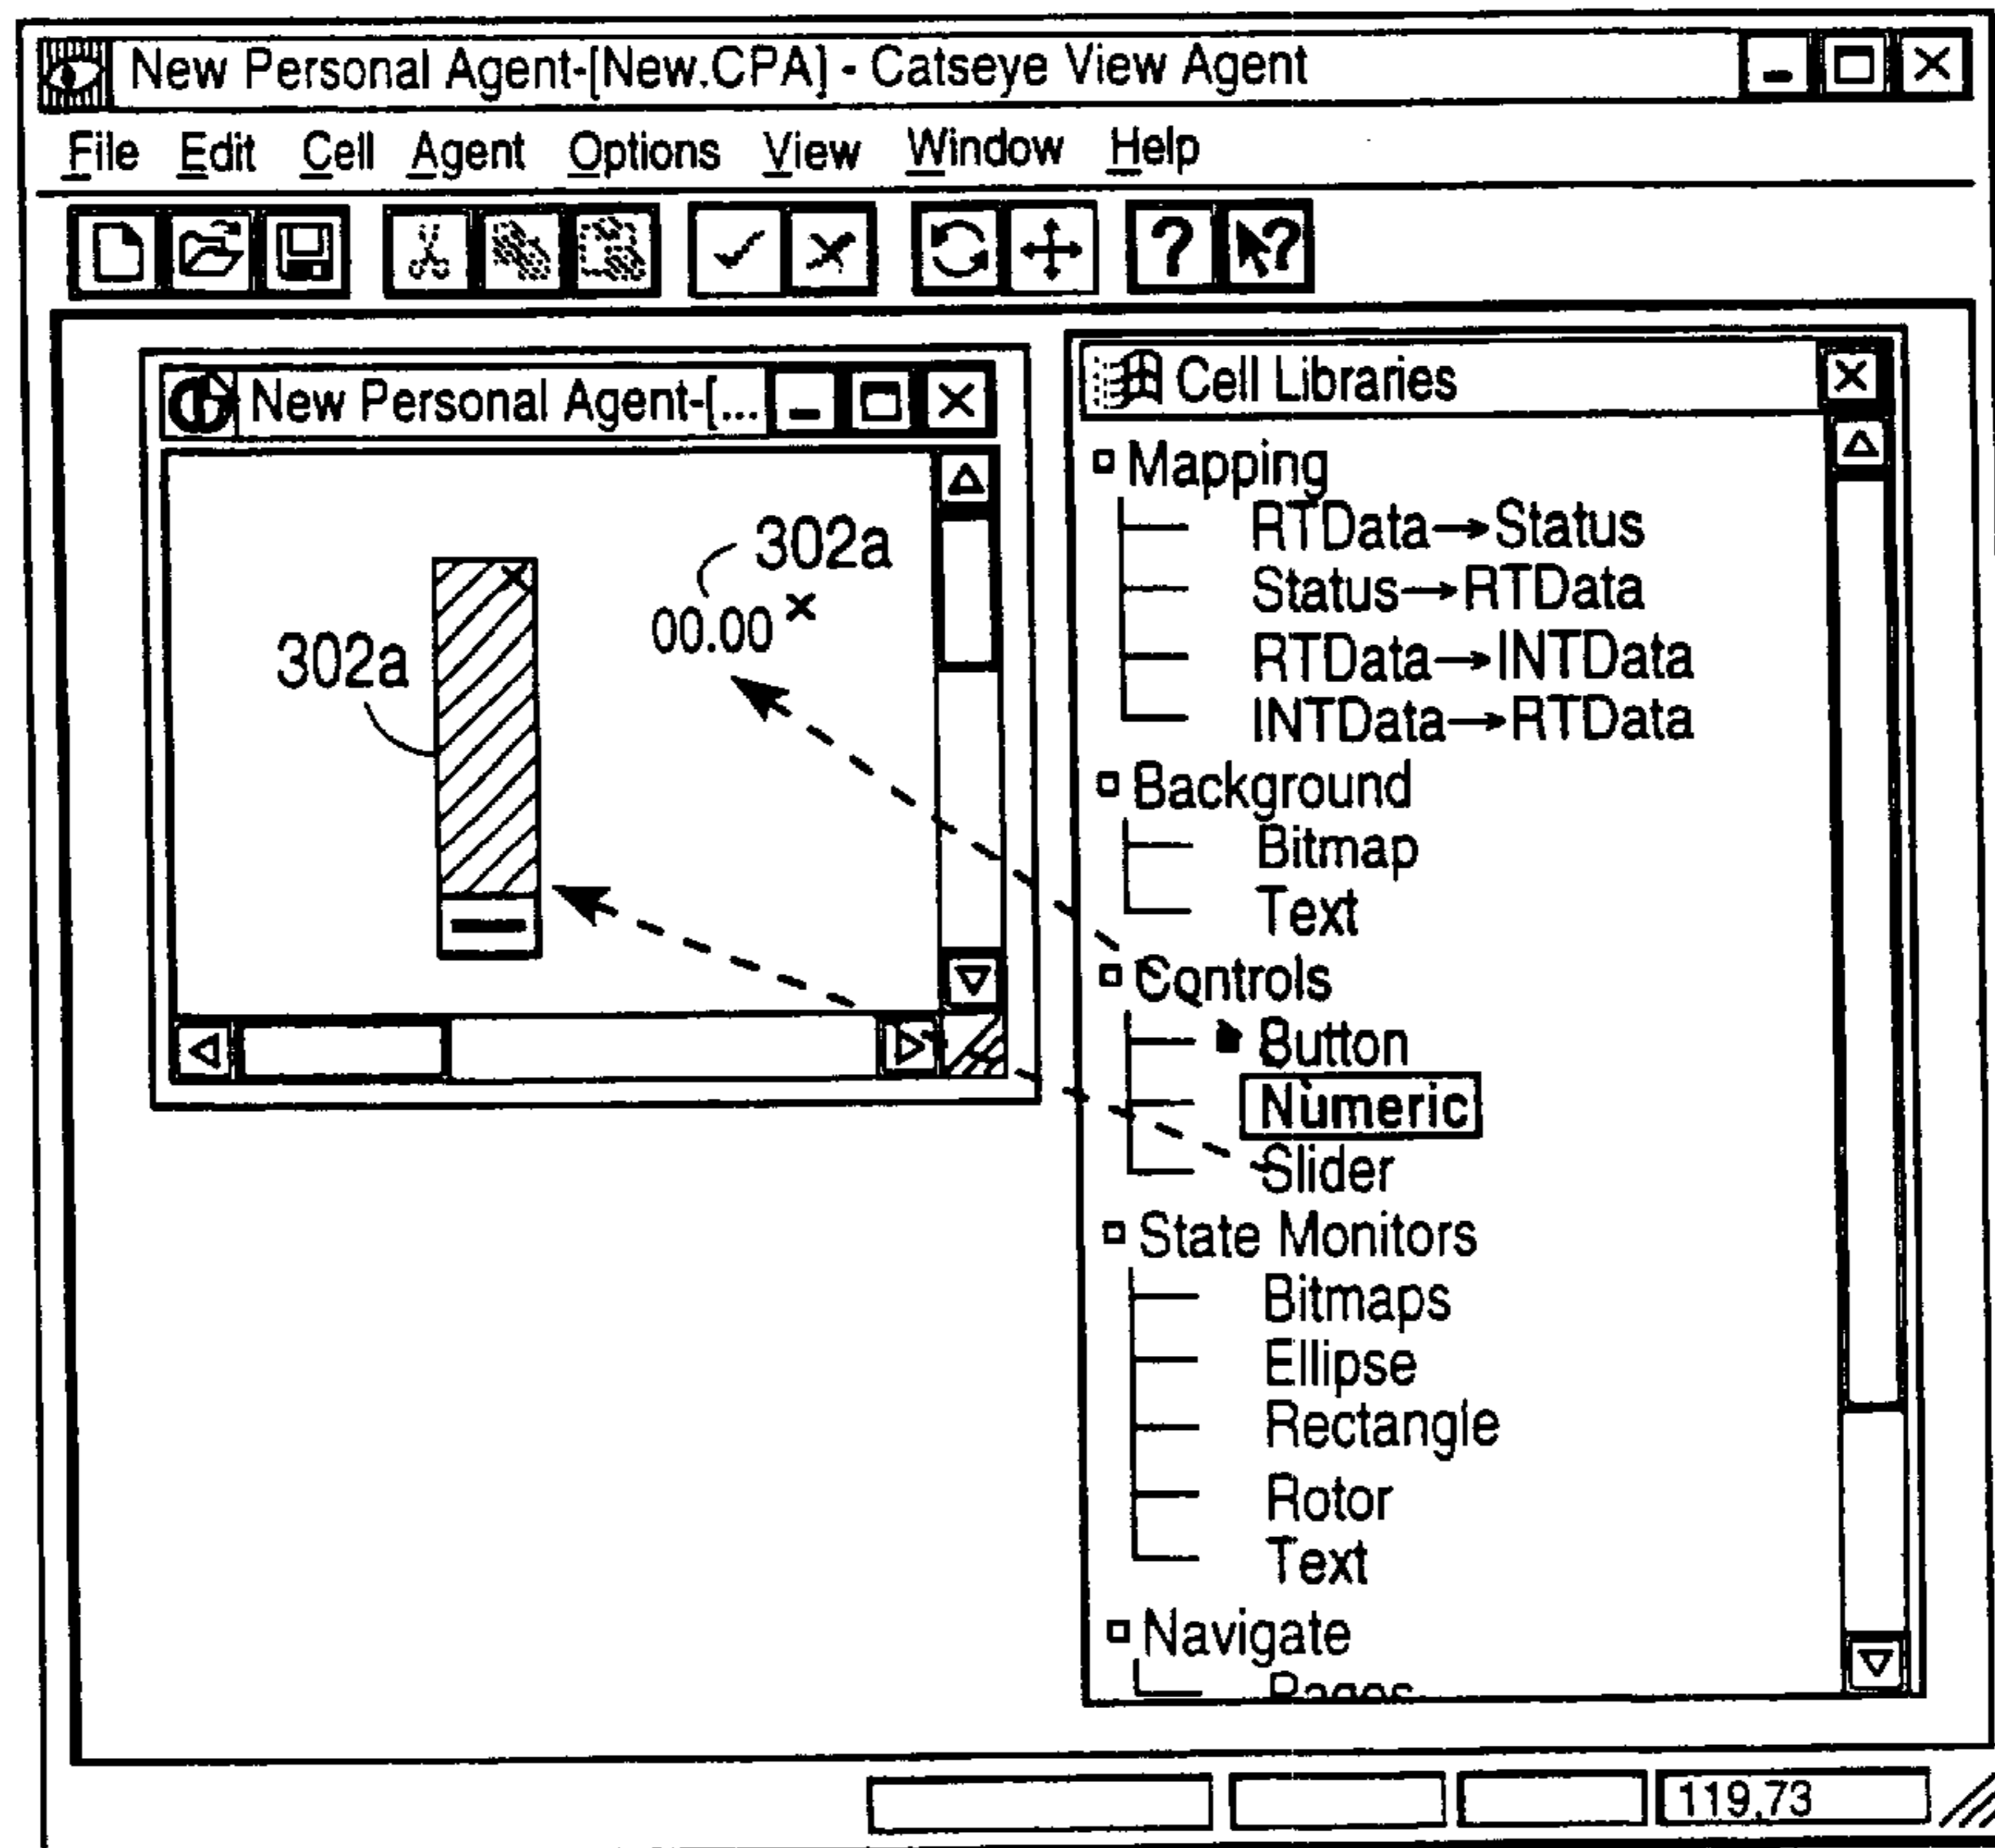 New Personal Agent-[New.CPA] - Catseye View Agent
File Edit Cell Agent Options View Window Help
? ?
New Personal Agent-[...
302a
00.00 x
302a
Cell Libraries
Mapping
RTData→Status
Status→RTData
RTData→INTData
INTData→RTData
Background
Bitmap
Text
Controls
Button
Numeric
Slider
State Monitors
Bitmaps
Ellipse
Rectangle
Rotor
Text
Navigate
Pages
119,73